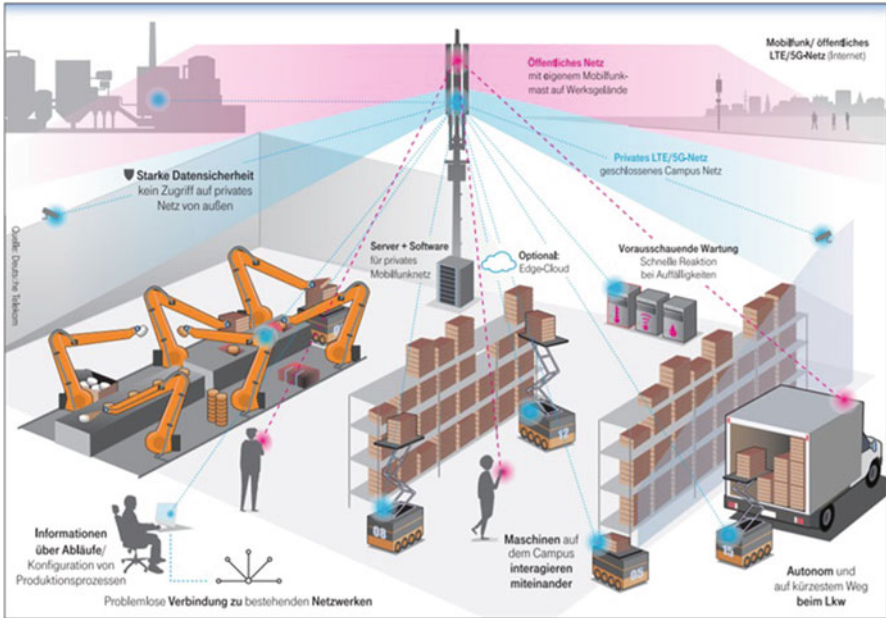 Mobilfunk/ öffentliches
LTE/5G-Netz (Internet)
Öffentliches Netz
mit eigenem Mobilfunk-
mast auf Werksgelände
Privates LTE/5G-Netz
geschlossenes Campus Netz
Starke Datensicherheit
kein Zugriff auf privates
Netz von außen
Quelle: Deutsche Telekom
Server + Software
für privates
Mobilfunknetz
Optional:
Edge-Cloud
Vorausschauende Wartung
Schnelle Reaktion
bei Auffälligkeiten
12
08
05
15
Informationen
über Abläufe/
Konfiguration von
Produktionsprozessen
Problemlose Verbindung zu bestehenden Netzwerken
Maschinen auf
dem Campus
interagieren
miteinander
Autonom und
auf kürzestem Weg
beim Lkw